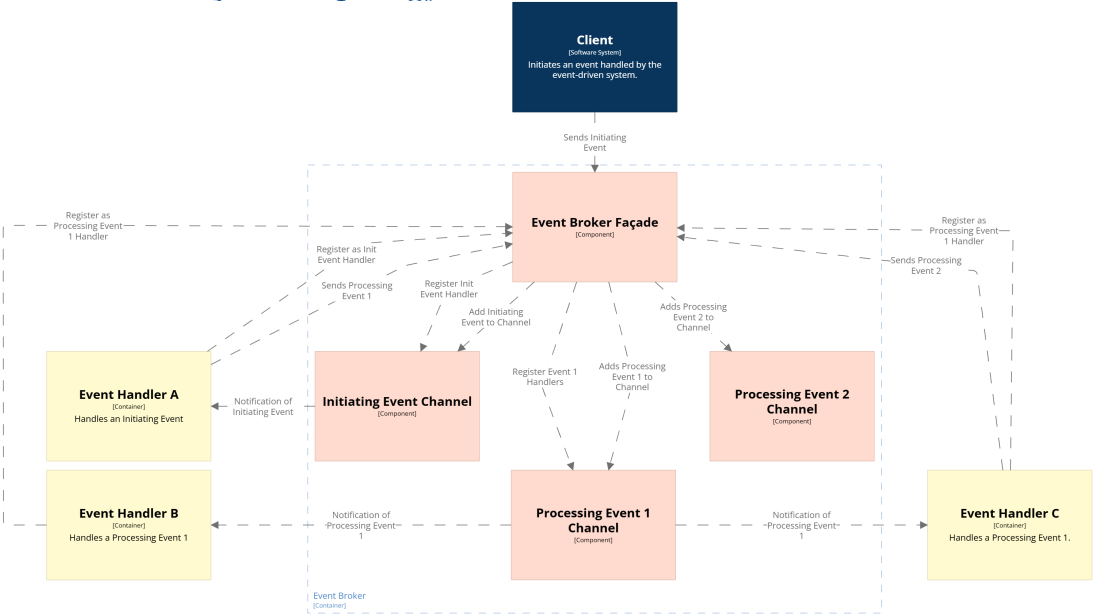 Client
[Software System]
Initiates an event handled by the
event-driven system.
Sends Initiating
Event
Register as
Processing Event
1 Handler
Event Broker Façade
[Component]
Register as
Processing Event
1 Handler
Register as Init
Event Handler
Sends Processing
Event 2
Sends Processing
Event 1
Register Init
Event Handler
Add Initiating
Event to Channel
Adds Processing
Event 2 to
Channel
Register Event 1
Handlers
Adds Processing
Event 1 to
Channel
Event Handler A
[Container]
Handles an Initiating Event
Notification of
Initiating Event
Initiating Event Channel
[Component]
Processing Event 2
Channel
[Component]
Event Handler B
[Container]
Handles a Processing Event 1
Notification of
Processing Event
1
Processing Event 1
Channel
[Component]
Notification of
Processing Event
1
Event Handler C
[Container]
Handles a Processing Event 1.
Event Broker
[Container]